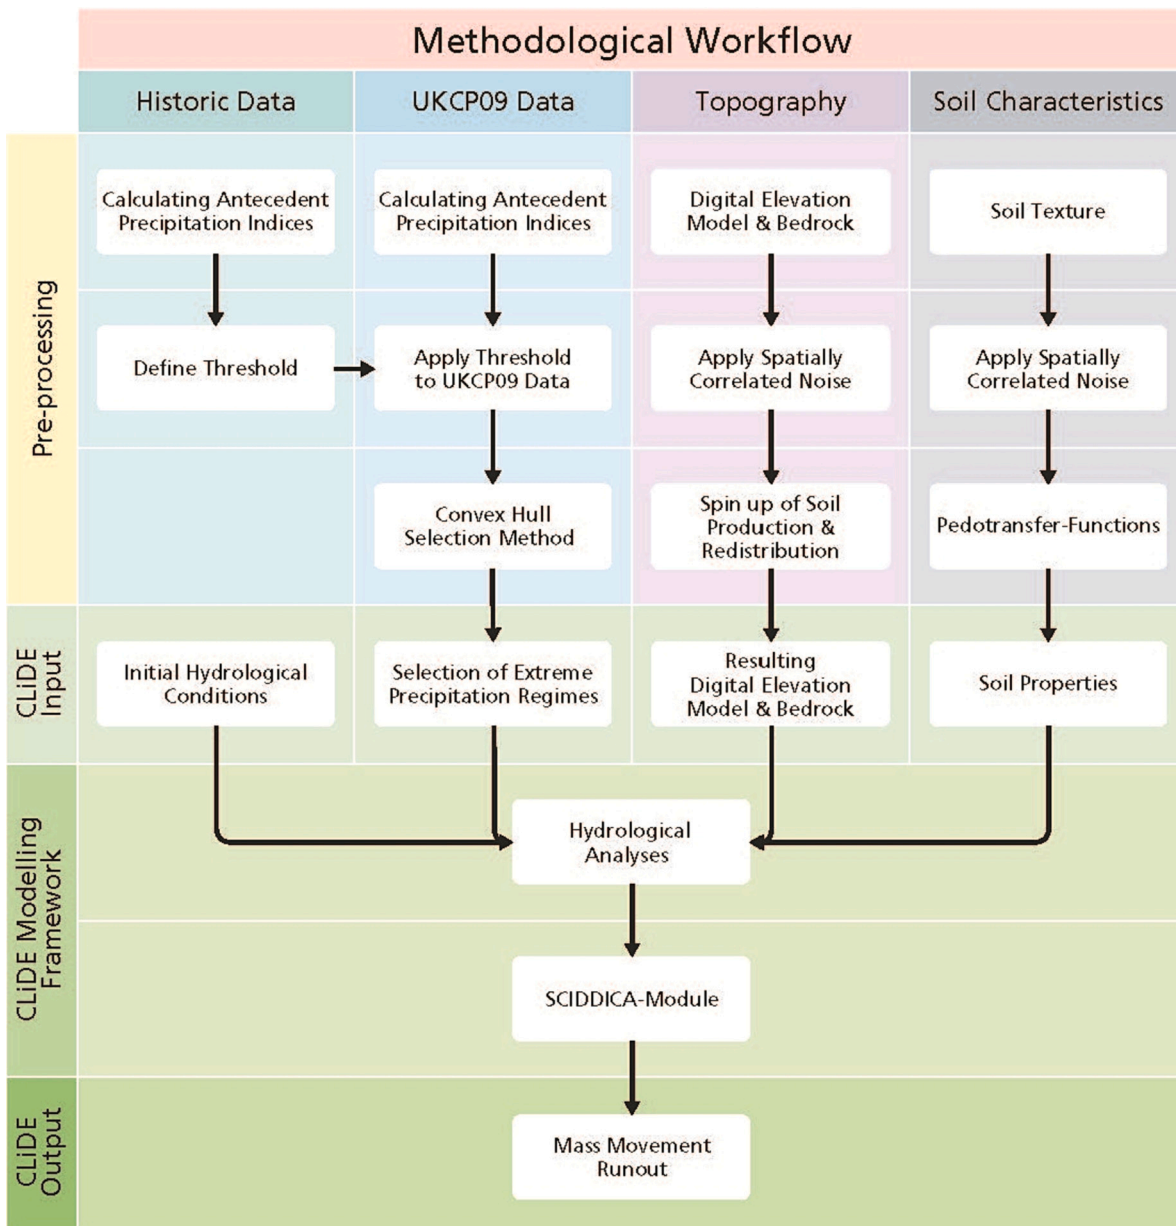 Methodological Workflow
Historic Data
UKCP09 Data
Topography
Soil Characteristics
Pre-processing
Calculating Antecedent
Precipitation Indices
Calculating Antecedent
Precipitation Indices
Digital Elevation
Model & Bedrock
Soil Texture
Define Threshold
Apply Threshold
to UKCP09 Data
Apply Spatially
Correlated Noise
Apply Spatially
Correlated Noise
Convex Hull
Selection Method
Spin up of Soil
Production &
Redistribution
Pedotransfer-Functions
CLiDE
Input
Initial Hydrological
Conditions
Selection of Extreme
Precipitation Regimes
Resulting
Digital Elevation
Model & Bedrock
Soil Properties
CLiDE Modelling
Framework
Hydrological
Analyses
SCIDDICA-Module
CLiDE
Output
Mass Movement
Runout